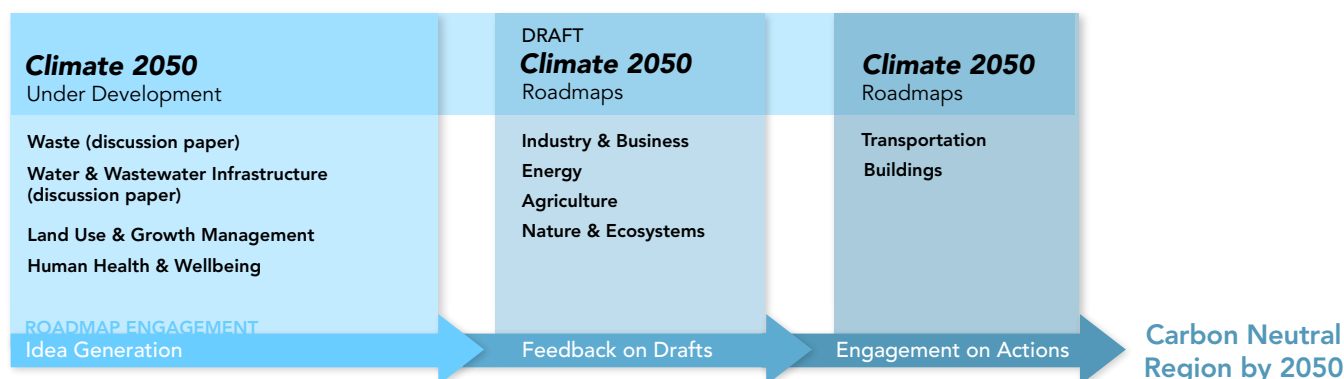 Climate 2050
Under Development
Waste (discussion paper)
Water & Wastewater Infrastructure
(discussion paper)
Land Use & Growth Management
Human Health & Wellbeing
ROADMAP ENGAGEMENT
Idea Generation
DRAFT
Climate 2050
Roadmaps
Industry & Business
Energy
Agriculture
Nature & Ecosystems
Feedback on Drafts
Climate 2050
Roadmaps
Transportation
Buildings
Engagement on Actions
Carbon Neutral
Region by 2050